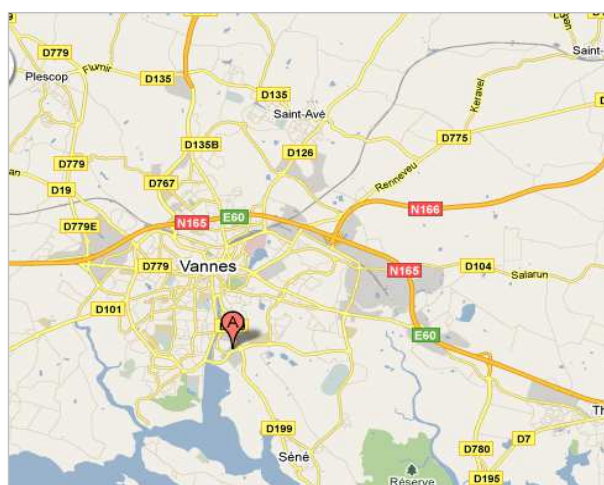 D779
Plescop
Flumir
D135
D135
Saint-Avé
Keravel
Saint-
D775
D135B
D126
D779
D19
D767
Renneveu
N166
D779E
N165
E60
D779
Vannes
N165
D104
Salarun
D101
A
E60
Th
D199
Séné
D780
D7
D195
Réserve